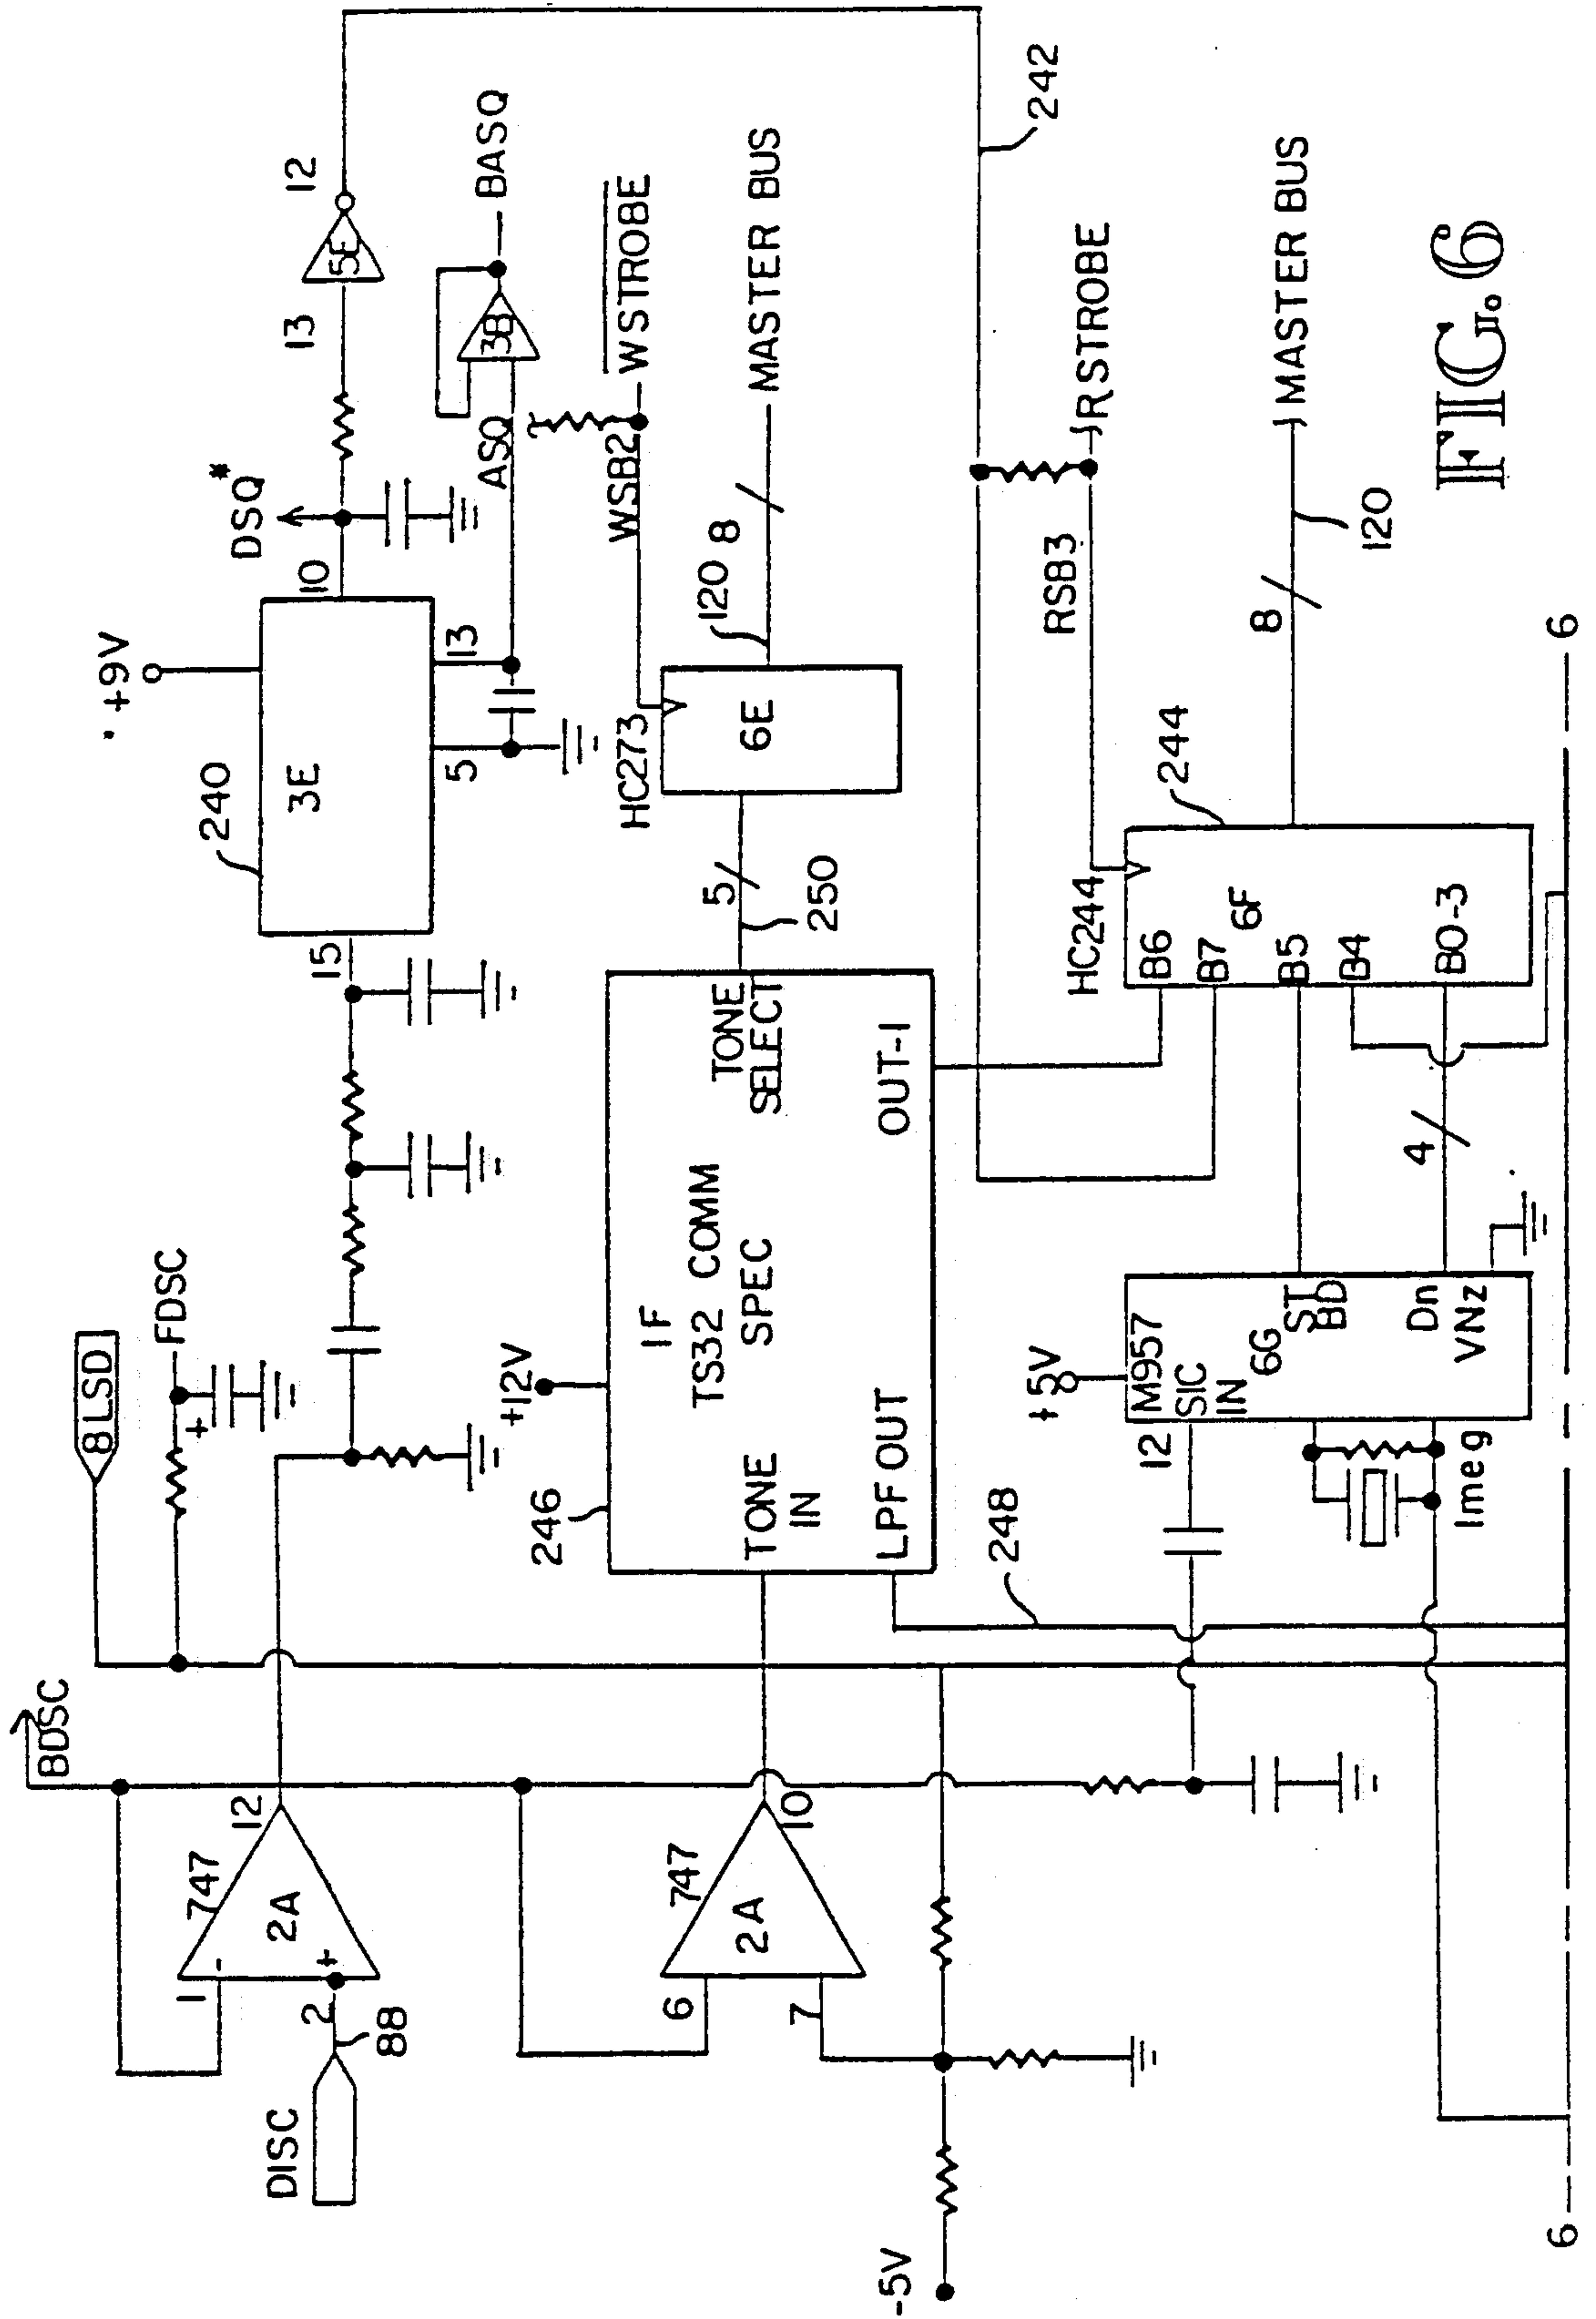 BDSC
8 LSD
FDSC
+9V
240
3E
15
10
5
13
DSQ*
13
5E
12
ASQ
3B
BASQ
DISC
88
2
1
-
+
747
2A
12
246
+12V
1F
TS32 COMM
SPEC
TONE
IN
TONE
SELECT
LPF OUT
OUT-1
5
250
HC273
6E
WSB2
WSTROBE
120
8
MASTER BUS
242
6
7
747
2A
10
-5V
248
12
+5V
M957
SIC
IN
6G
ST
BD
Dn
VNz
1meg
4
HC244
244
B6
B7
6F
B5
B4
B0-3
RSB3
RSTROBE
8
120
MASTER BUS
6
6
FIG. 6